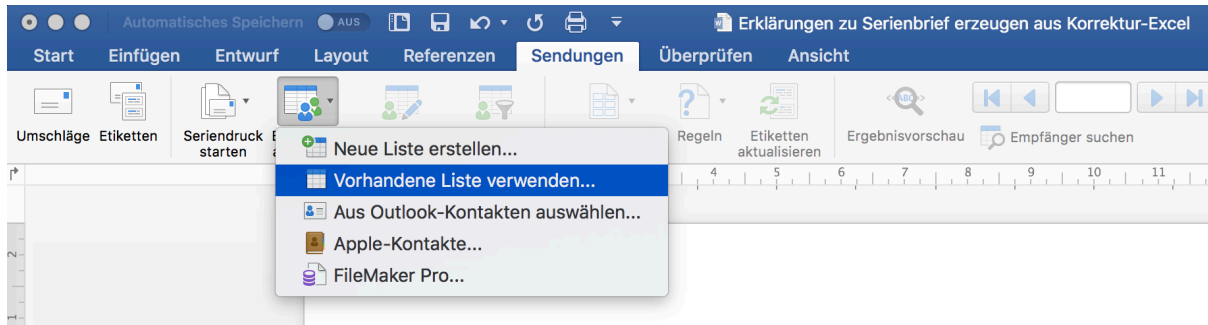 Automatisches Speichern AUS Erklärungen zu Serienbrief erzeugen aus Korrektur-Excel
Start Einfügen Entwurf Layout Referenzen Sendungen Überprüfen Ansicht
Umschläge Etiketten Seriendruck starten
Regeln Etiketten aktualisieren
«ABC»
Ergebnisvorschau
Empfänger suchen
Neue Liste erstellen...
Vorhandene Liste verwenden...
Aus Outlook-Kontakten auswählen...
Apple-Kontakte...
FileMaker Pro...
4 5 6 7 8 9 10 11
2
1